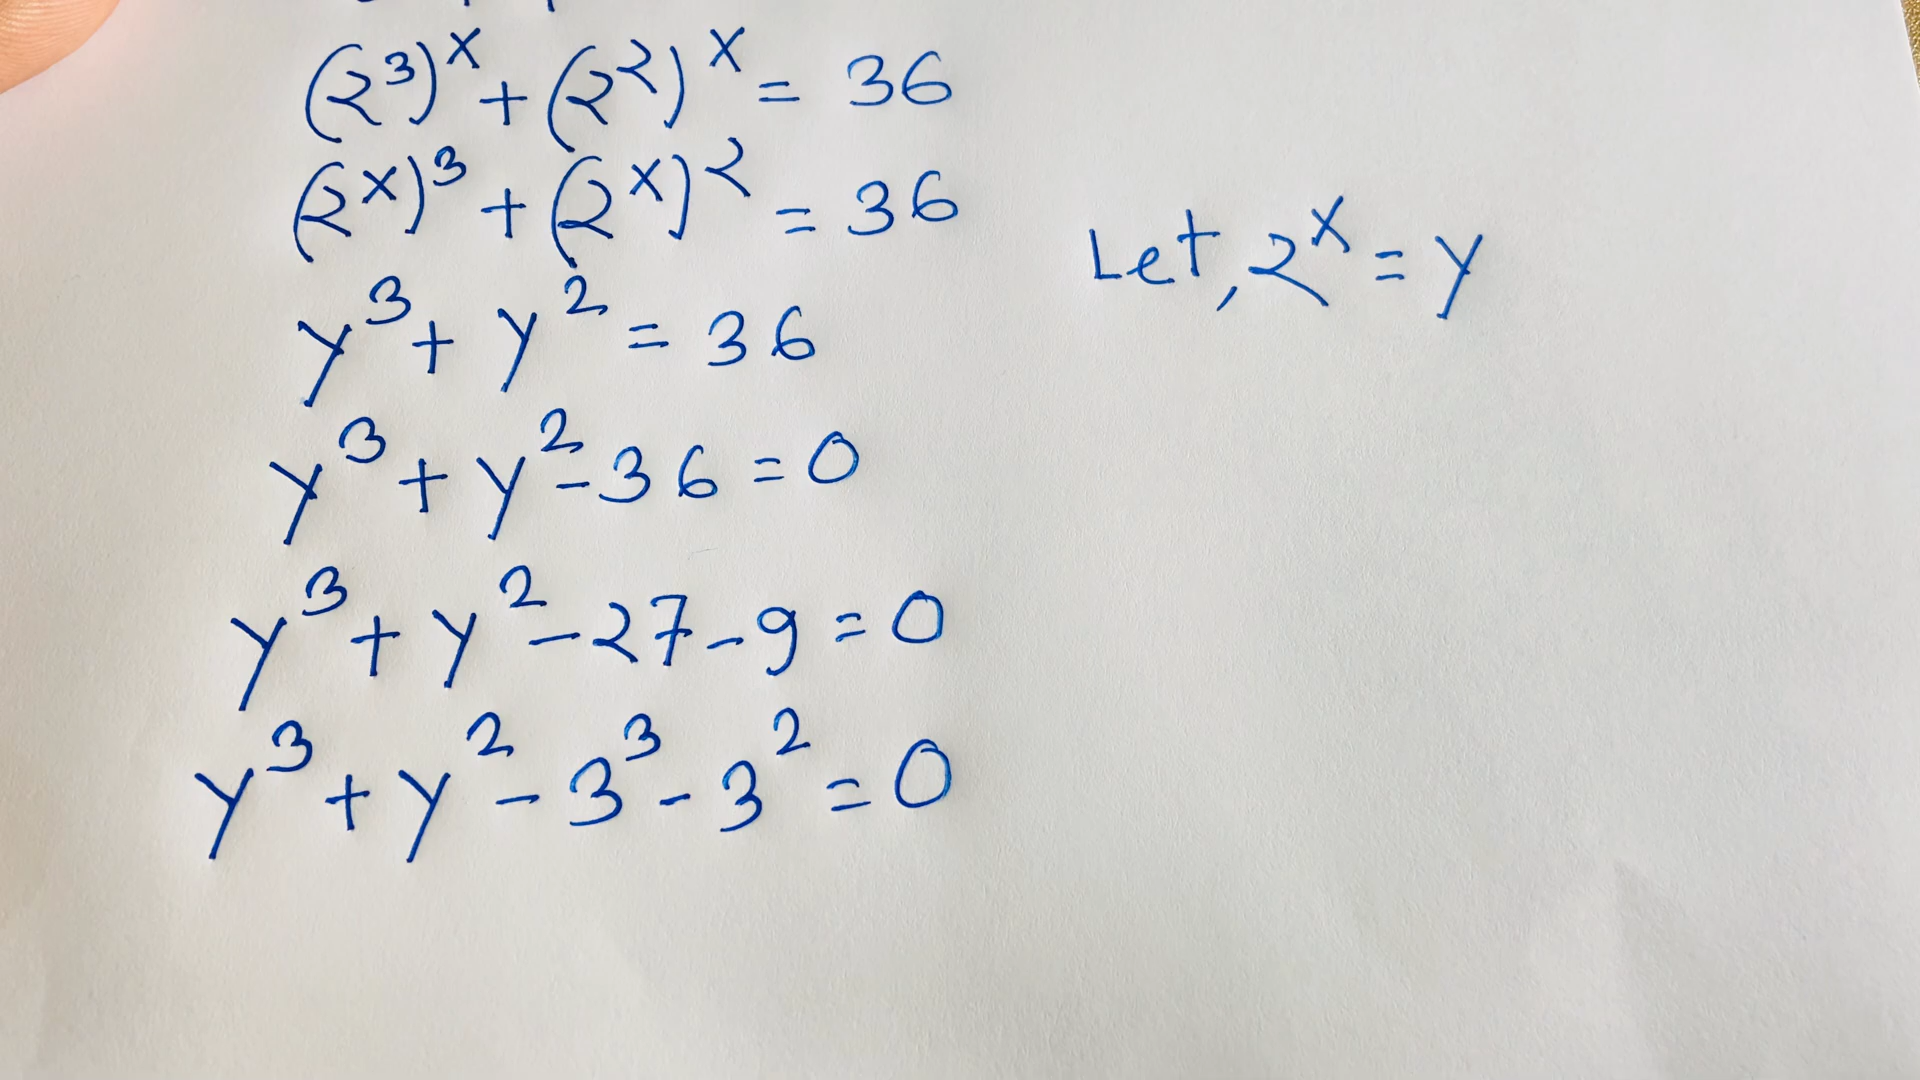 (2³)ˣ + (2²)ˣ = 36
(2ˣ)³ + (2ˣ)² = 36
Let, 2ˣ = y
y³ + y² = 36
y³ + y² - 36 = 0
y³ + y² - 27 - 9 = 0
y³ + y² - 3³ - 3² = 0